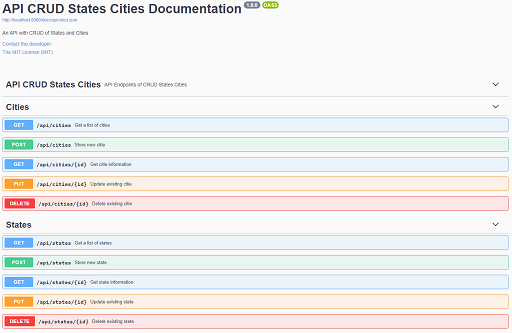 API CRUD States Cities Documentation 1.0.0 OAS3
http://localhost:8000/docs/api-docs.json
An API with CRUD of States and Cities
Contact the developer
The MIT License (MIT)
API CRUD States Cities API Endpoints of CRUD States Cities
Cities
GET /api/cities Get a list of cities
POST /api/cities Store new citie
GET /api/cities/{id} Get citie information
PUT /api/cities/{id} Update existing citie
DELETE /api/cities/{id} Delete existing citie
States
GET /api/states Get a list of states
POST /api/states Store new state
GET /api/states/{id} Get state information
PUT /api/states/{id} Update existing state
DELETE /api/states/{id} Delete existing state